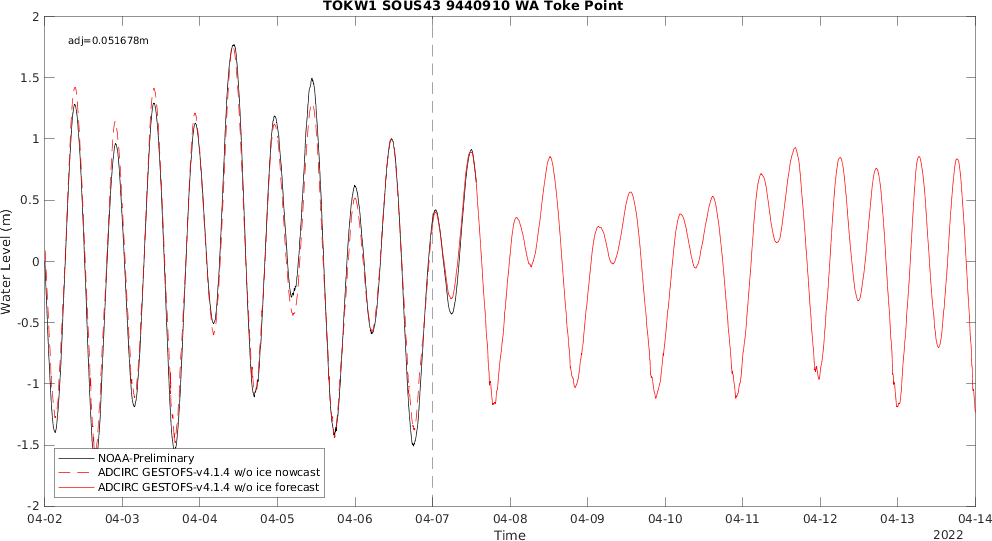 TOKW1 SOUS43 9440910 WA Toke Point
adj=0.051678m
2
1.5
1
0.5
0
-0.5
-1
-1.5
-2
Water Level (m)
NOAA-Preliminary
ADCIRC GESTOFS-v4.1.4 w/o ice nowcast
ADCIRC GESTOFS-v4.1.4 w/o ice forecast
04-02 04-03 04-04 04-05 04-06 04-07 04-08 04-09 04-10 04-11 04-12 04-13 04-14
Time
2022